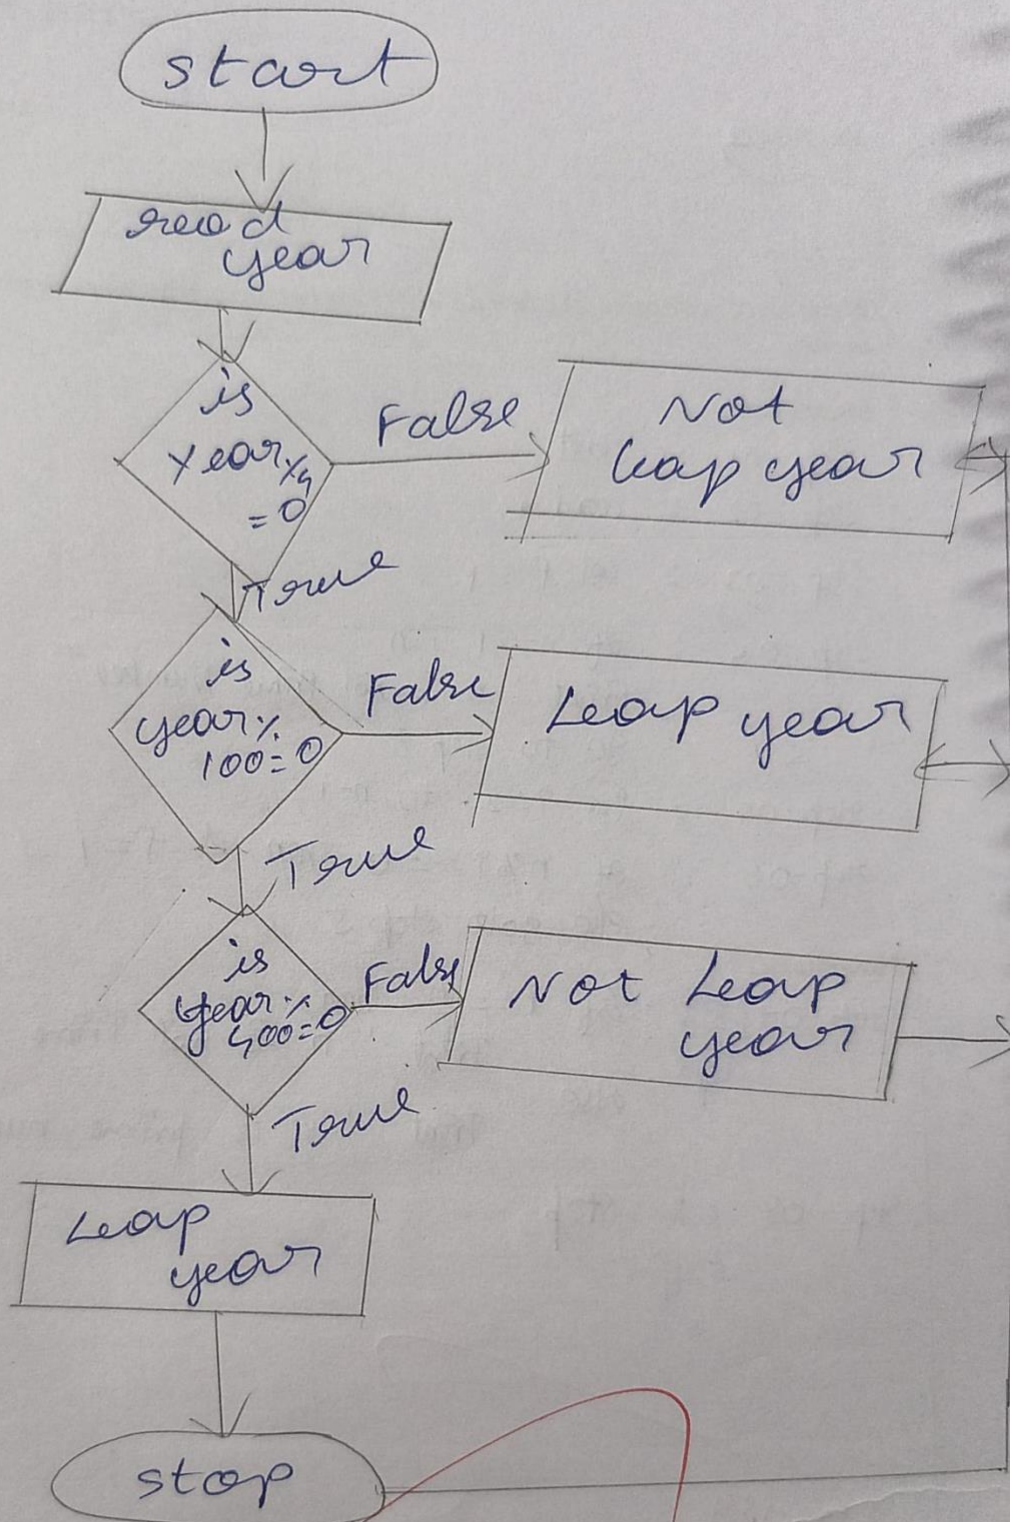 start
read
year
is
year%4
=0
False
Not
leap year
True
is
year%
100=0
False
Leap year
True
is
year%
400=0
False
Not Leap
year
True
Leap
year
stop